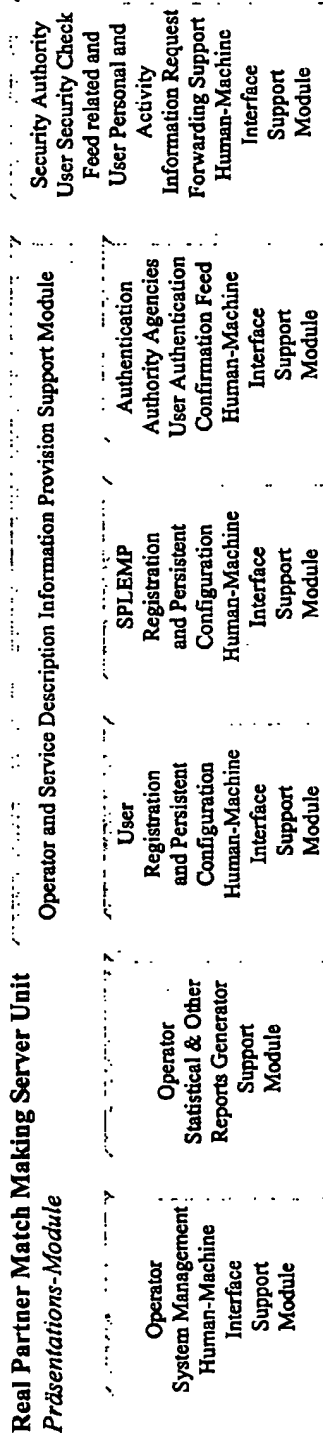 Real Partner Match Making Server Unit
Präsentations-Module
Operator
System Management
Human-Machine
Interface
Support
Module
Operator
Statistical & Other
Reports Generator
Support
Module
Operator and Service Description Information Provision Support Module
User
Registration
and Persistent
Configuration
Human-Machine
Interface
Support
Module
SPLEMP
Registration
and Persistent
Configuration
Human-Machine
Interface
Support
Module
Authentication
Authority Agencies
User Authentication
Confirmation Feed
Human-Machine
Interface
Support
Module
Security Authority
User Security Check
Feed related and
User Personal and
Activity
Information Request
Forwarding Support
Human-Machine
Interface
Support
Module